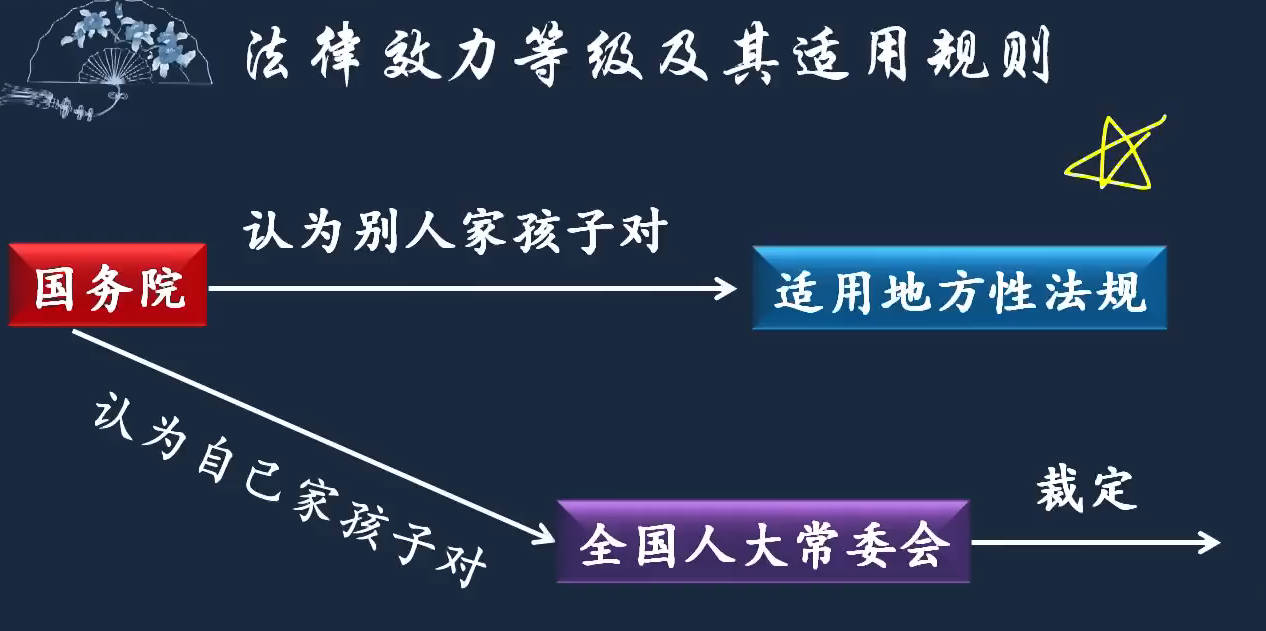 法律效力等级及其适用规则
认为别人家孩子对
国务院
适用地方性法规
认为自己家孩子对
全国人大常委会
裁定